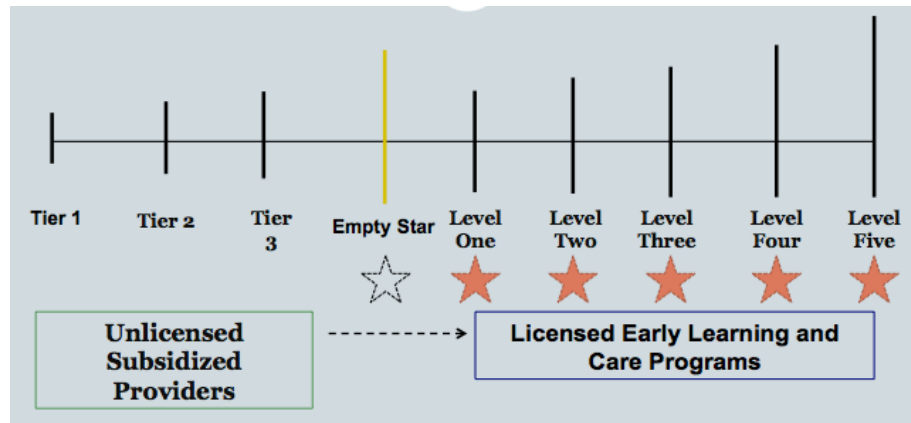 Tier 1
Tier 2
Tier
3
Empty Star
Level
One
Level
Two
Level
Three
Level
Four
Level
Five
Unlicensed
Subsidized
Providers
Licensed Early Learning and
Care Programs